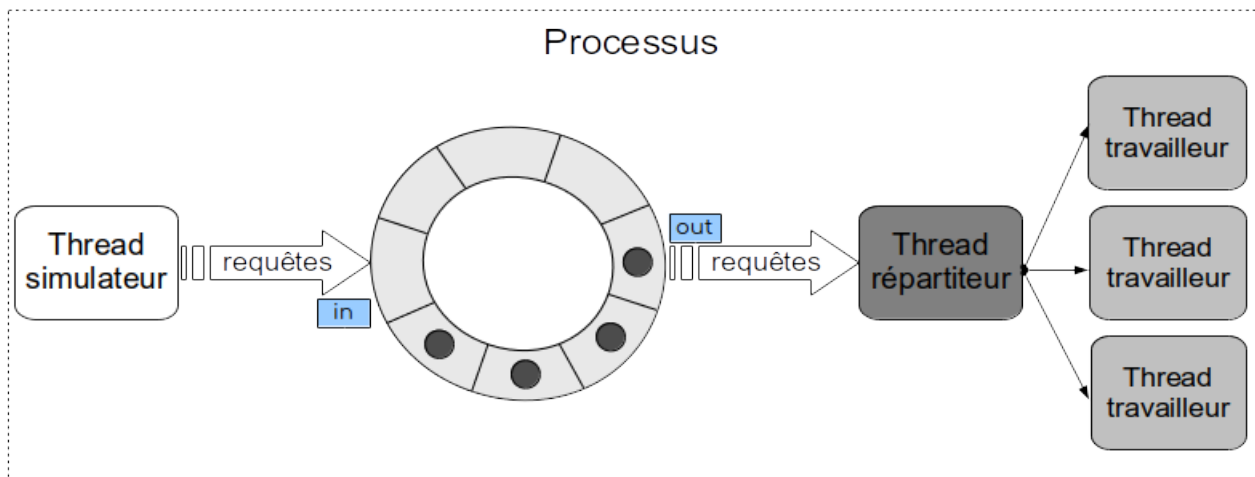 Processus
Thread
simulateur
requêtes
in
out
requêtes
Thread
répartiteur
Thread
travailleur
Thread
travailleur
Thread
travailleur